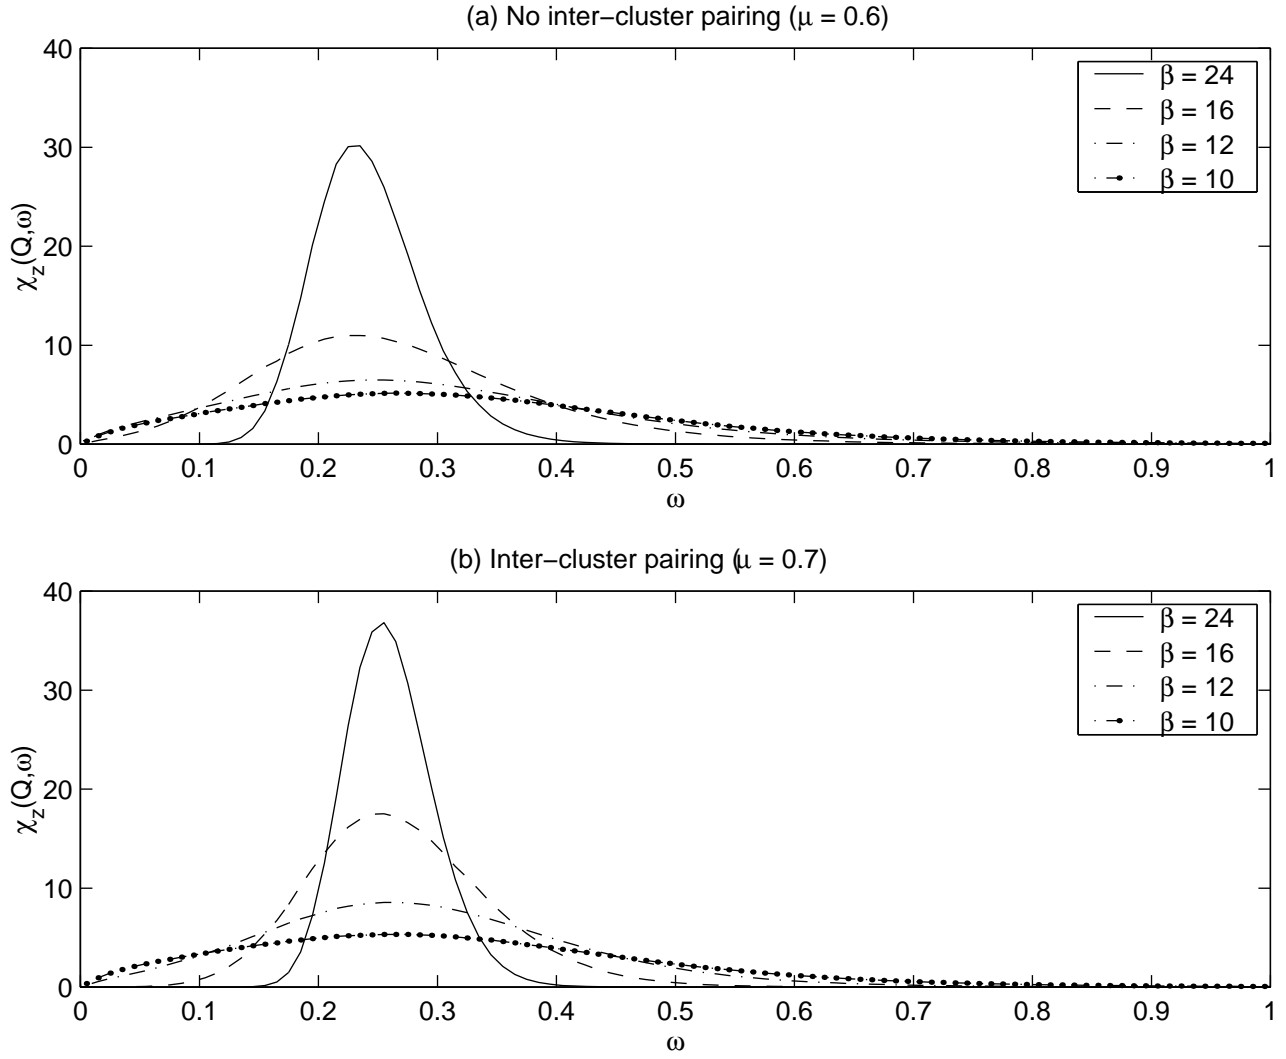 (a) No inter−cluster pairing (μ = 0.6)
40
30
20
10
0
χz(Q,ω)
β = 24
β = 16
β = 12
β = 10
0 0.1 0.2 0.3 0.4 0.5 0.6 0.7 0.8 0.9 1
ω
(b) Inter−cluster pairing (μ = 0.7)
40
30
20
10
0
χz(Q,ω)
β = 24
β = 16
β = 12
β = 10
0 0.1 0.2 0.3 0.4 0.5 0.6 0.7 0.8 0.9 1
ω